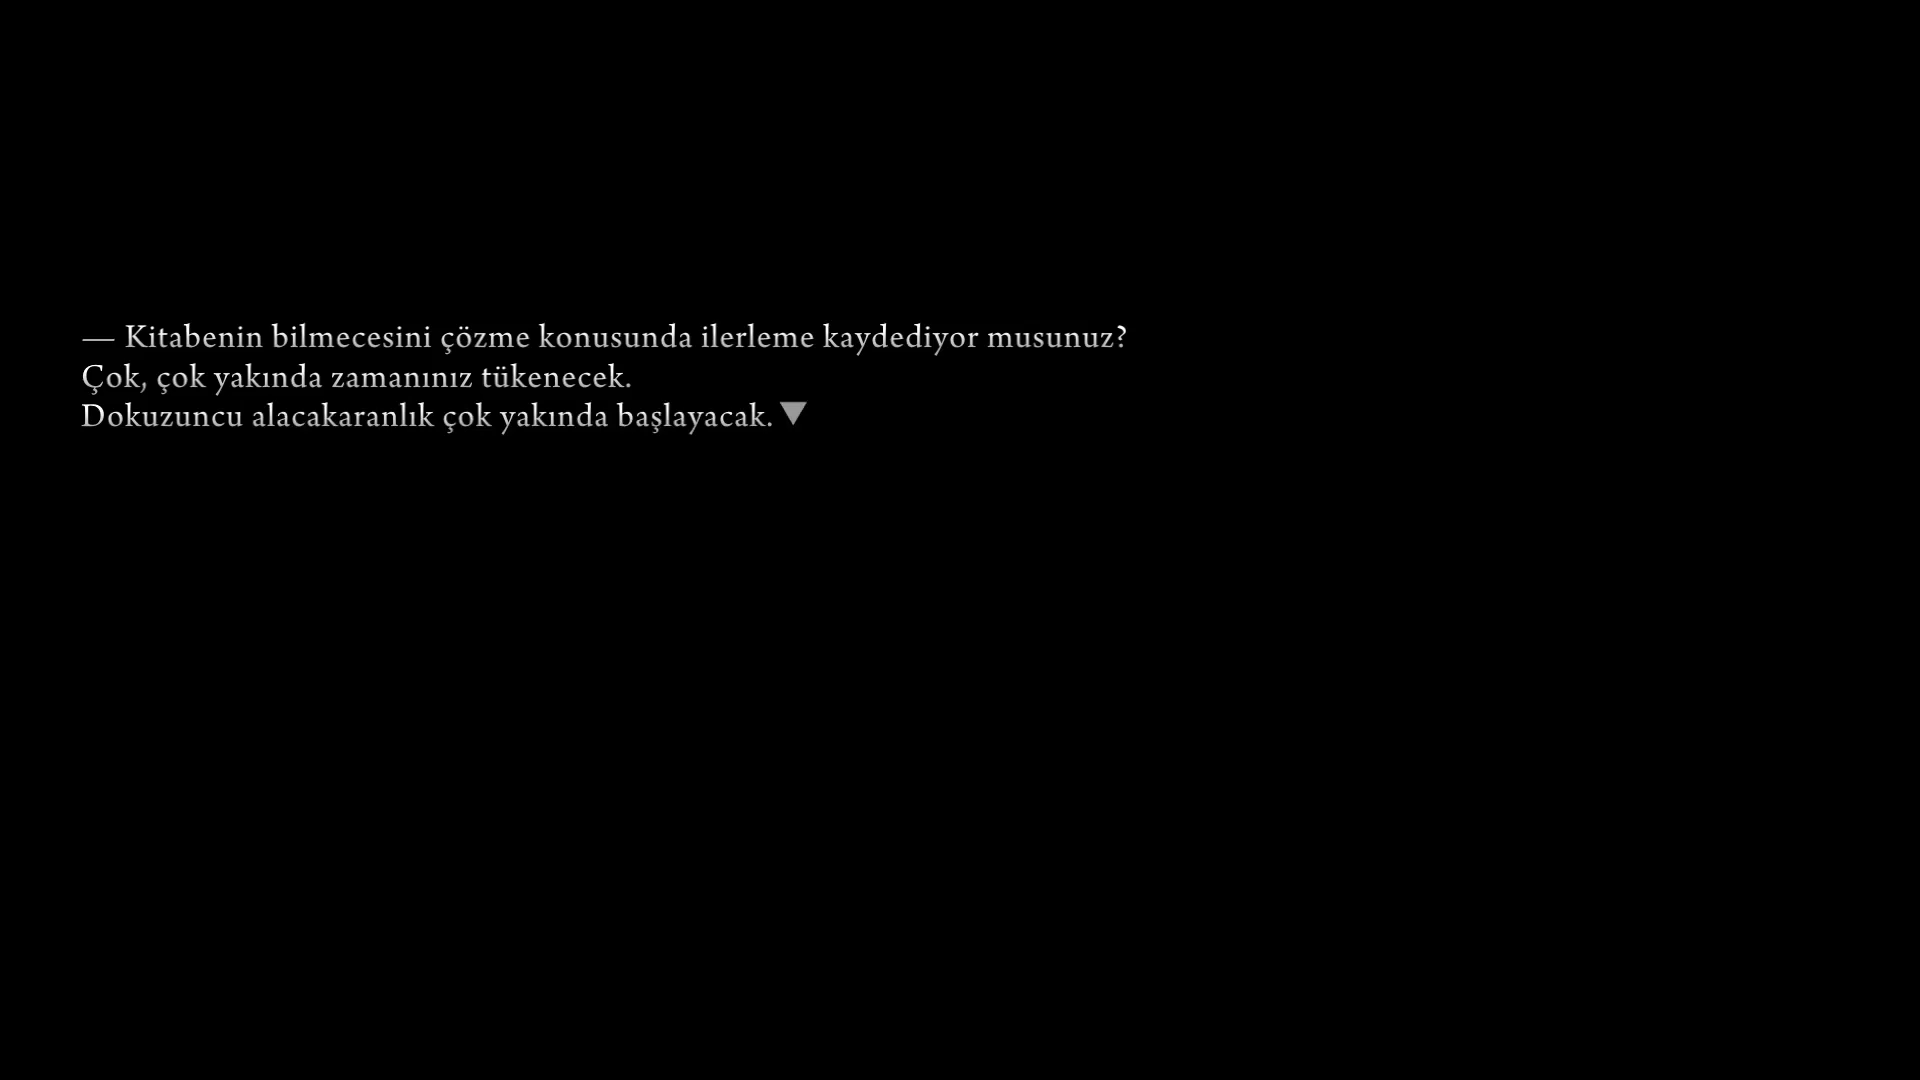 — Kitabenin bilmecesini çözme konusunda ilerleme kaydediyor musunuz?
Çok, çok yakında zamanınız tükenecek.
Dokuzuncu alacakaranlık çok yakında başlayacak.